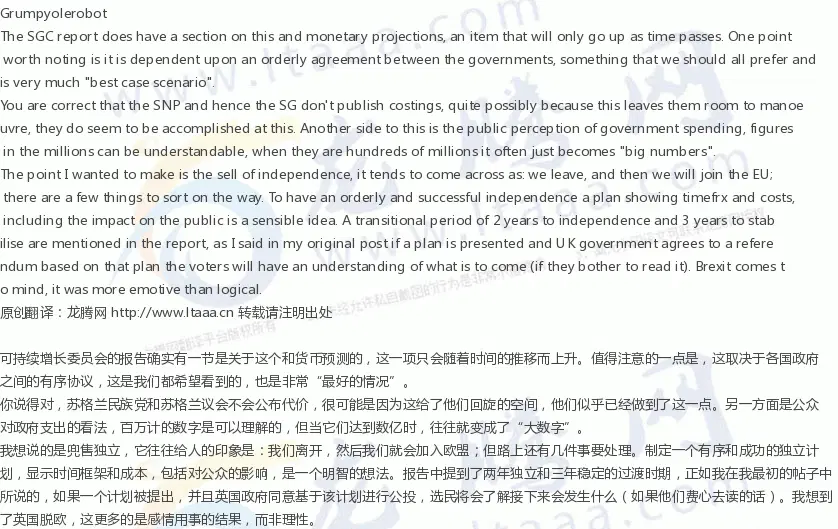 Grumpyolerobot
The SGC report does have a section on this and monetary projections, an item that will only go up as time passes. One point
worth noting is it is dependent upon an orderly agreement between the governments, something that we should all prefer and
is very much "best case scenario".
You are correct that the SNP and hence the SG don't publish costings, quite possibly because this leaves them room to manoe
uvre, they do seem to be accomplished at this. Another side to this is the public perception of government spending, figures
in the millions can be understandable, when they are hundreds of millions it often just becomes "big numbers".
The point I wanted to make is the sell of independence, it tends to come across as: we leave, and then we will join the EU;
there are a few things to sort on the way. To have an orderly and successful independence a plan showing timefrx and costs,
including the impact on the public is a sensible idea. A transitional period of 2 years to independence and 3 years to stab
ilise are mentioned in the report, as I said in my original post if a plan is presented and U K government agrees to a refere
ndum based on that plan the voters will have an understanding of what is to come (if they bother to read it). Brexit comes t
o mind, it was more emotive than logical.
原创翻译：龙腾网 http://www.ltaaa.cn 转载请注明出处
可持续增长委员会的报告确实有一节是关于这个和货币预测的，这一项只会随着时间的推移而上升。值得注意的一点是，这取决于各国政府
之间的有序协议，这是我们都希望看到的，也是非常“最好的情况”。
你说得对，苏格兰民族党和苏格兰议会不会公布代价，很可能是因为这给了他们回旋的空间，他们似乎已经做到了这一点。另一方面是公众
对政府支出的看法，百万计的数字是可以理解的，但当它们达到数亿时，往往就变成了“大数字”。
我想说的是兜售独立，它往往给人的印象是：我们离开，然后我们就会加入欧盟；但路上还有几件事要处理。制定一个有序和成功的独立计
划，显示时间框架和成本，包括对公众的影响，是一个明智的想法。报告中提到了两年独立和三年稳定的过渡时期，正如我在我最初的帖子中
所说的，如果一个计划被提出，并且英国政府同意基于该计划进行公投，选民将会了解接下来会发生什么（如果他们费心去读的话）。我想到
了英国脱欧，这更多的是感情用事的结果，而非理性。
www.ltaaa.com
龙腾网